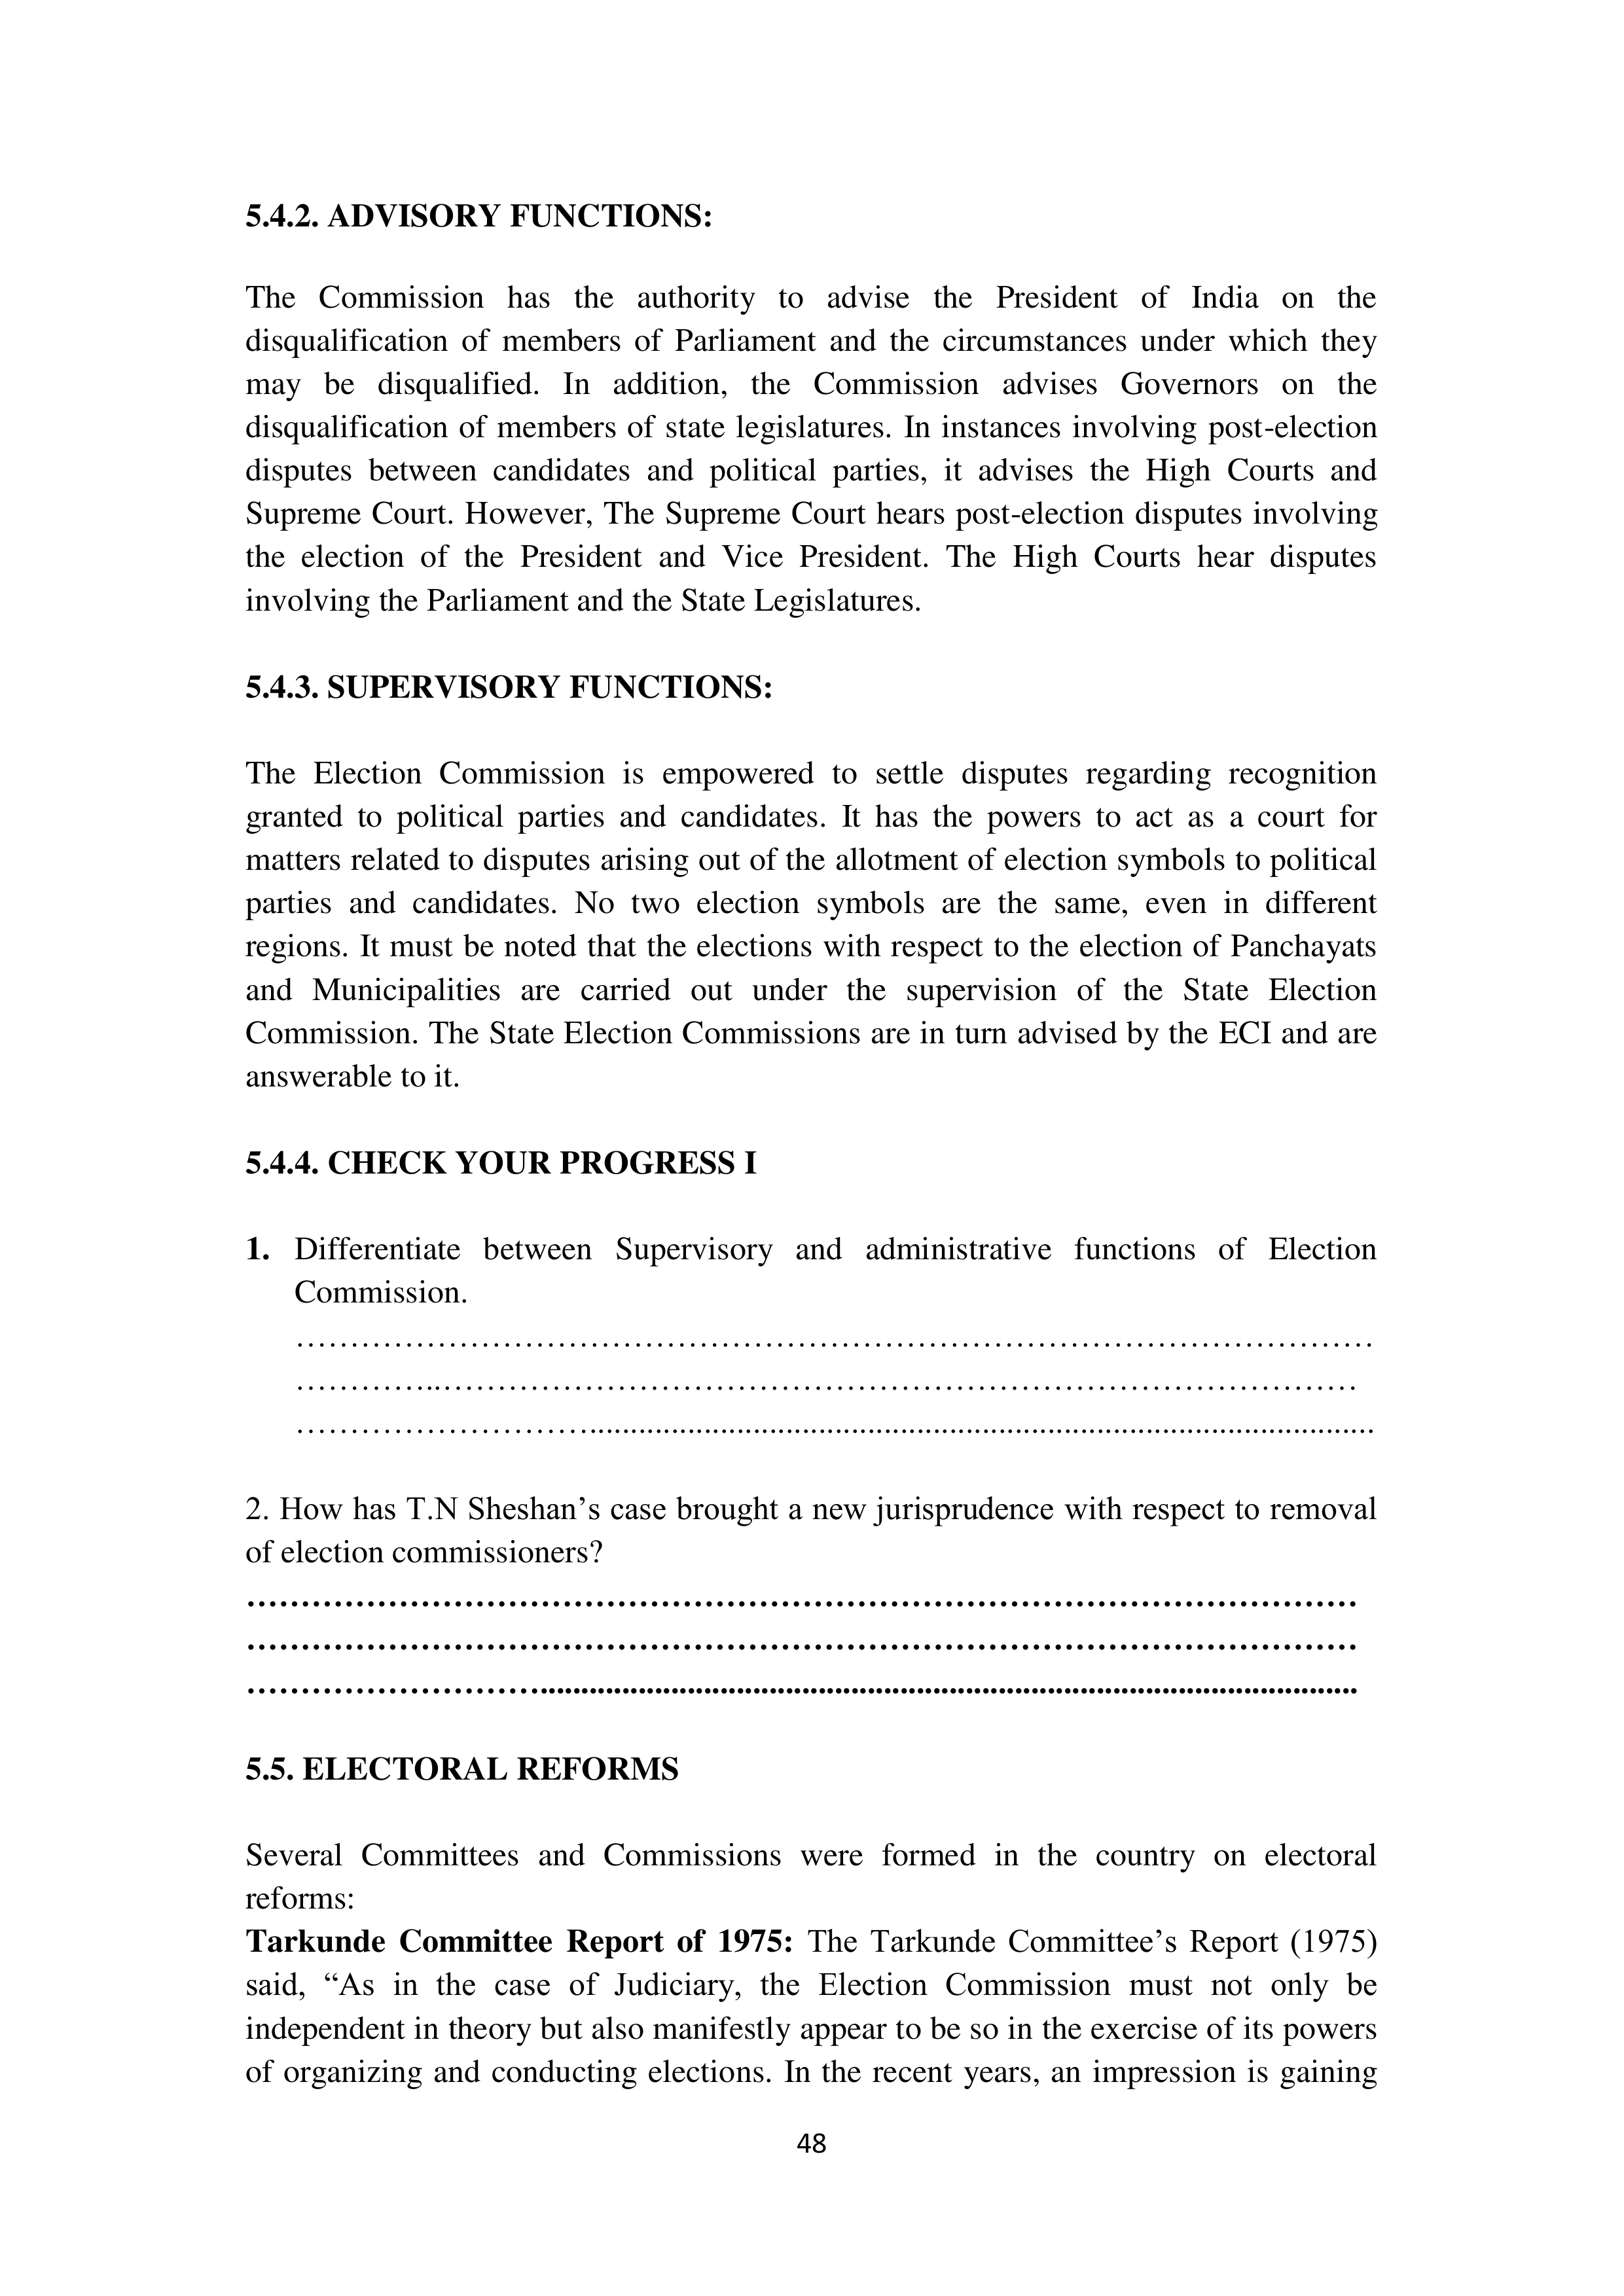 5.4.2. ADVISORY FUNCTIONS:
The Commission has the authority to advise the President of India on the
disqualification of members of Parliament and the circumstances under which they
may be disqualified. In addition, the Commission advises Governors on the
disqualification of members of state legislatures. In instances involving post-election
disputes between candidates and political parties, it advises the High Courts and
Supreme Court. However, The Supreme Court hears post-election disputes involving
the election of the President and Vice President. The High Courts hear disputes
involving the Parliament and the State Legislatures.
5.4.3. SUPERVISORY FUNCTIONS:
The Election Commission is empowered to settle disputes regarding recognition
granted to political parties and candidates. It has the powers to act as a court for
matters related to disputes arising out of the allotment of election symbols to political
parties and candidates. No two election symbols are the same, even in different
regions. It must be noted that the elections with respect to the election of Panchayats
and Municipalities are carried out under the supervision of the State Election
Commission. The State Election Commissions are in turn advised by the ECI and are
answerable to it.
5.4.4. CHECK YOUR PROGRESS I
1. Differentiate between Supervisory and administrative functions of Election
Commission.
………………………………………………………………………………………
…………..…………………………………………………………………………
………………………...............................................................................................
2. How has T.N Sheshan’s case brought a new jurisprudence with respect to removal
of election commissioners?
…………………………………………………………………………………………
…………………………………………………………………………………………
………………………...................................................................................................
5.5. ELECTORAL REFORMS
Several Committees and Commissions were formed in the country on electoral
reforms:
Tarkunde Committee Report of 1975: The Tarkunde Committee’s Report (1975)
said, “As in the case of Judiciary, the Election Commission must not only be
independent in theory but also manifestly appear to be so in the exercise of its powers
of organizing and conducting elections. In the recent years, an impression is gaining
48